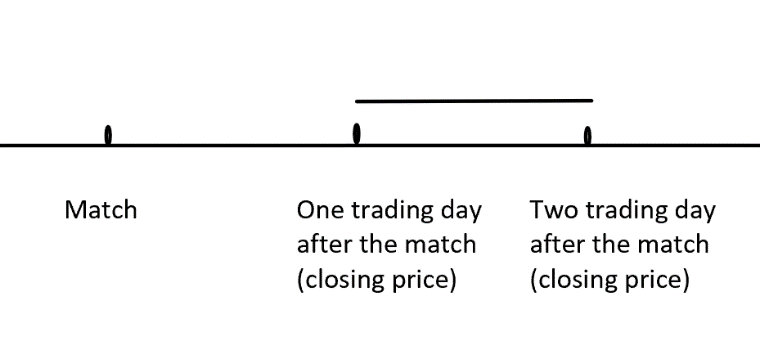 Match
One trading day
after the match
(closing price)
Two trading day
after the match
(closing price)